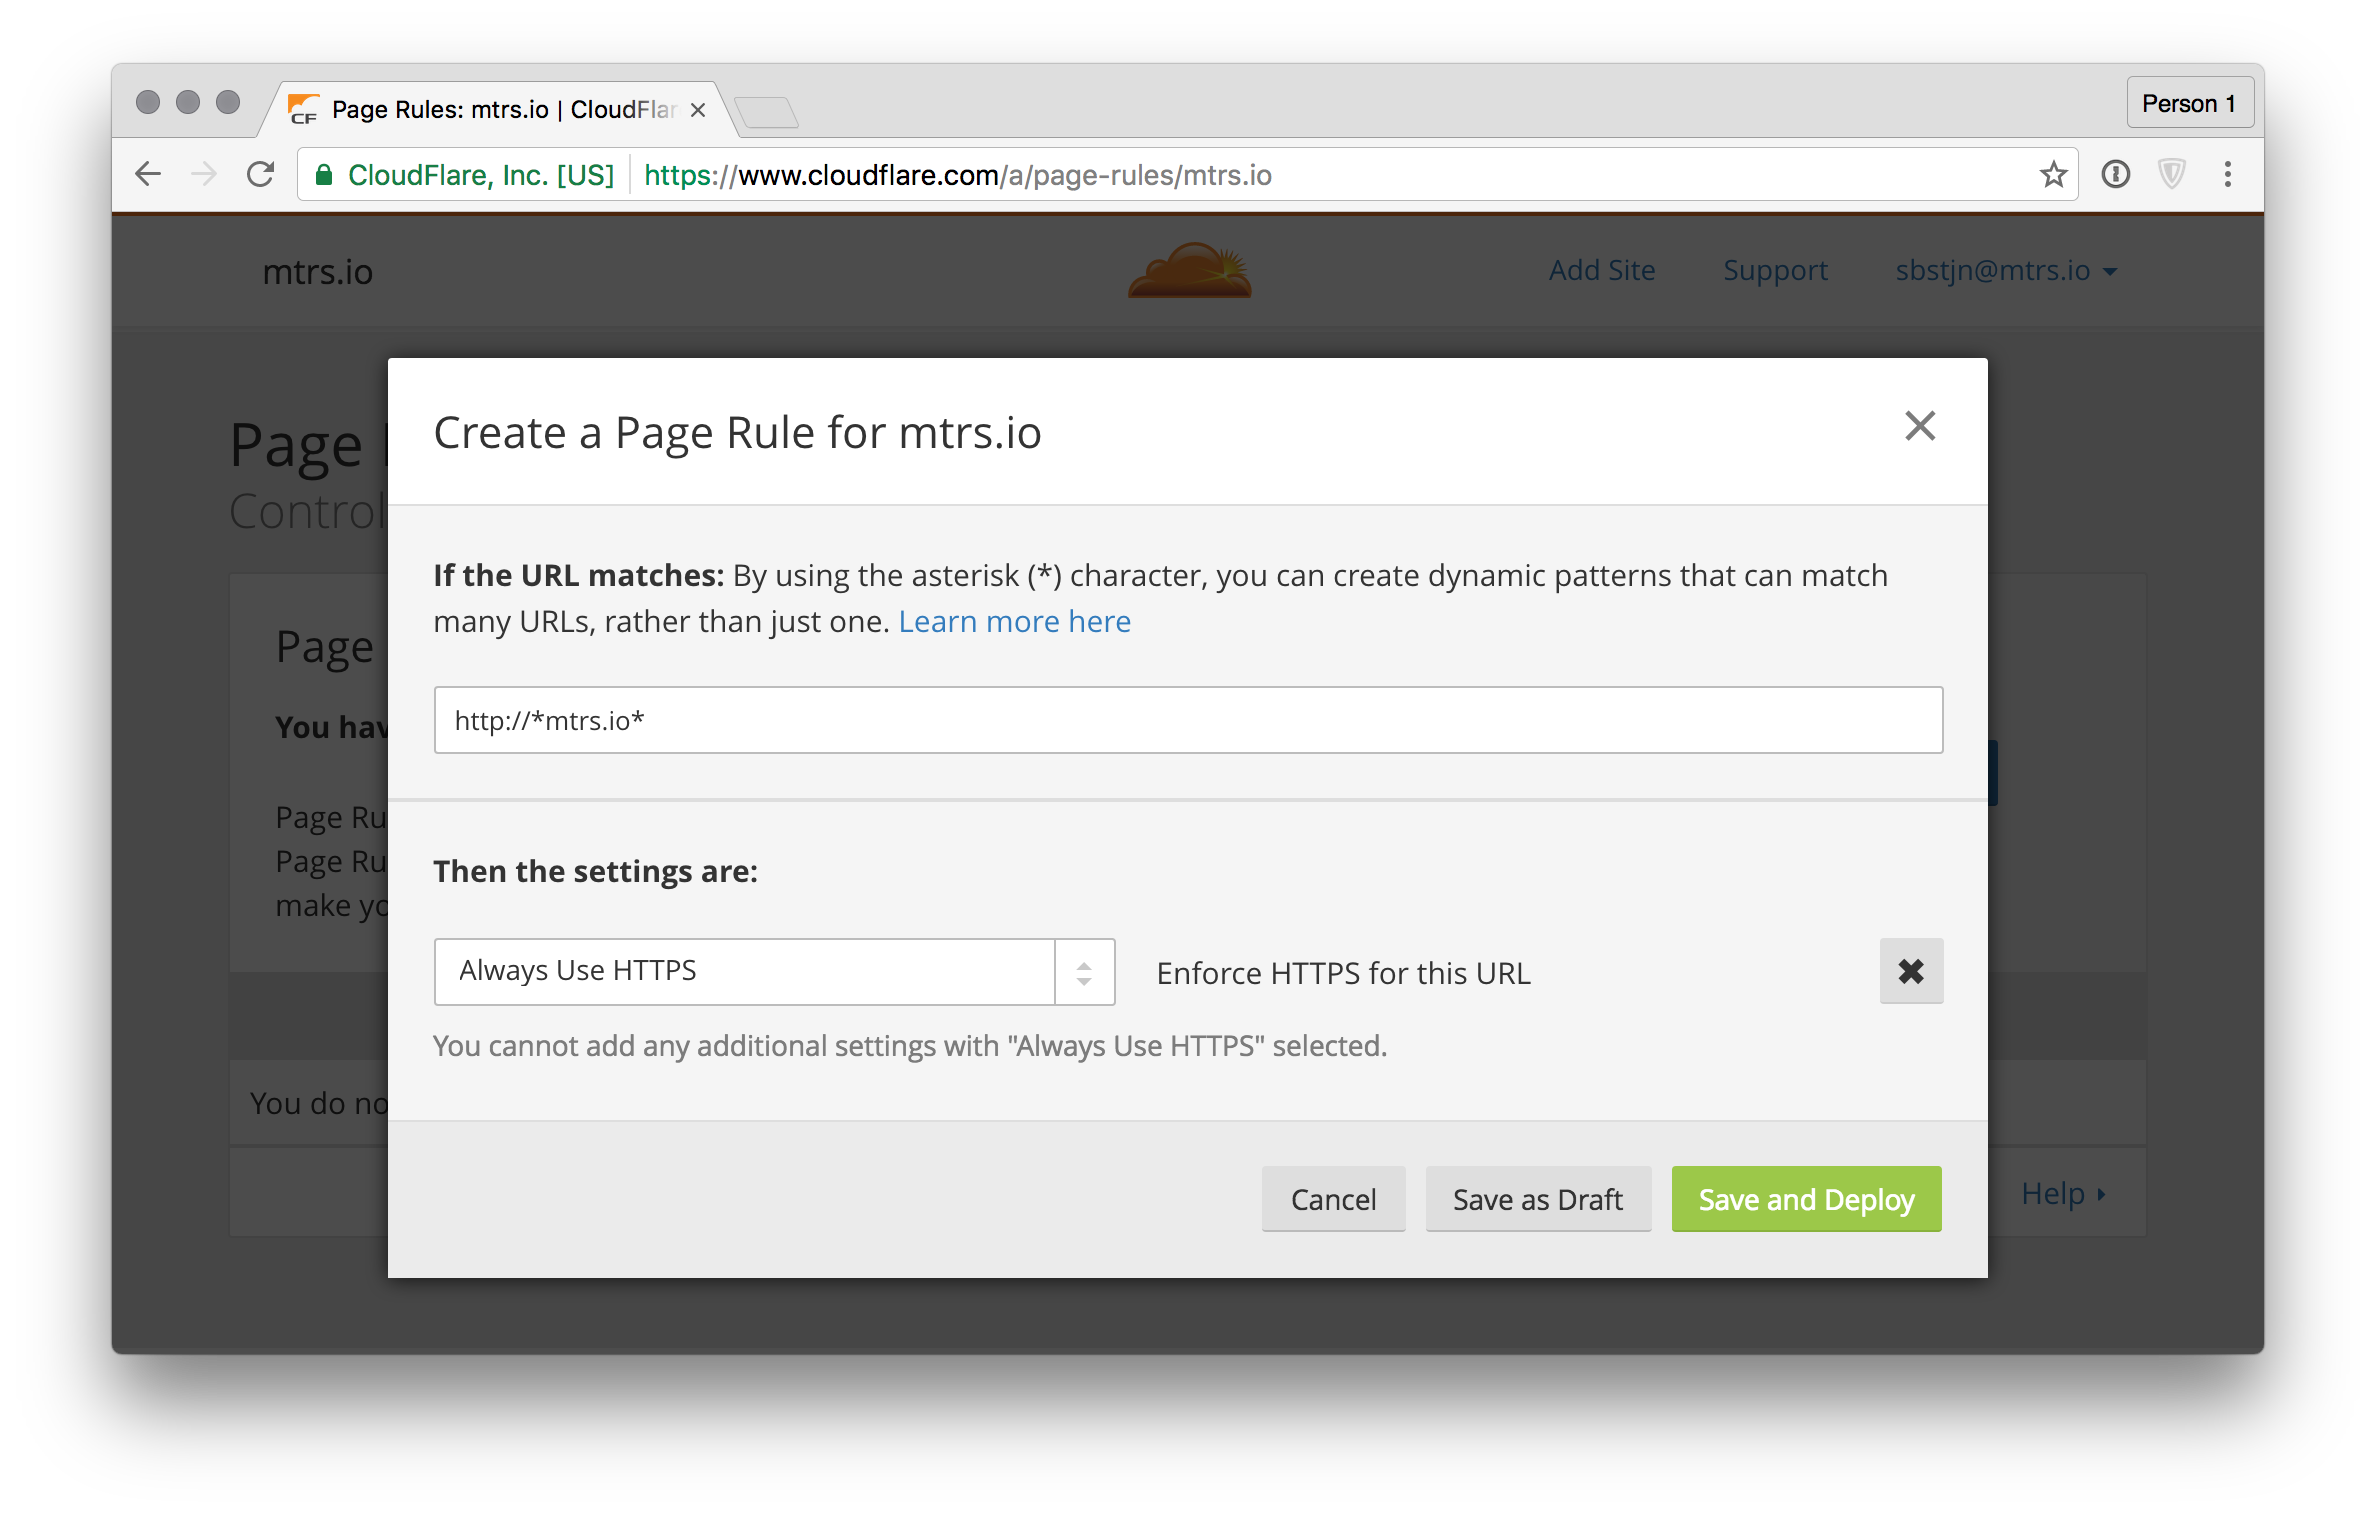 Page Rules: mtrs.io | CloudFlar
Person 1
CloudFlare, Inc. [US]
https://www.cloudflare.com/a/page-rules/mtrs.io
mtrs.io
Add Site
Support
sbstjn@mtrs.io
Page
Control
Page
You hav
Page Ru
Page Ru
make yo
You do no
Help
Create a Page Rule for mtrs.io
If the URL matches: By using the asterisk (*) character, you can create dynamic patterns that can match
many URLs, rather than just one. Learn more here
http://*mtrs.io*
Then the settings are:
Always Use HTTPS
Enforce HTTPS for this URL
You cannot add any additional settings with "Always Use HTTPS" selected.
Cancel
Save as Draft
Save and Deploy